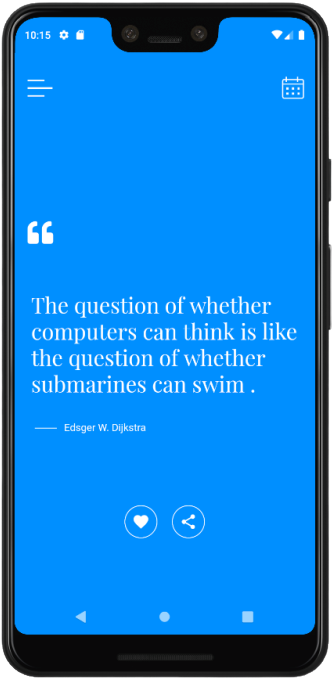 10:15
“
The question of whether
computers can think is like
the question of whether
submarines can swim .
Edsger W. Dijkstra